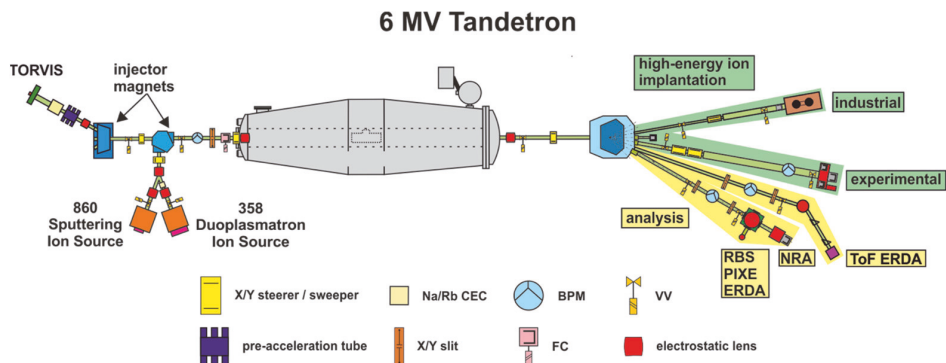 6 MV Tandetron
TORVIS
injector
magnets
high-energy ion
implantation
industrial
experimental
860
Sputtering
Ion Source
358
Duoplasmatron
Ion Source
analysis
RBS
PIXE
ERDA
NRA
ToF ERDA
X/Y steerer / sweeper
Na/Rb CEC
BPM
VV
pre-acceleration tube
X/Y slit
FC
electrostatic lens